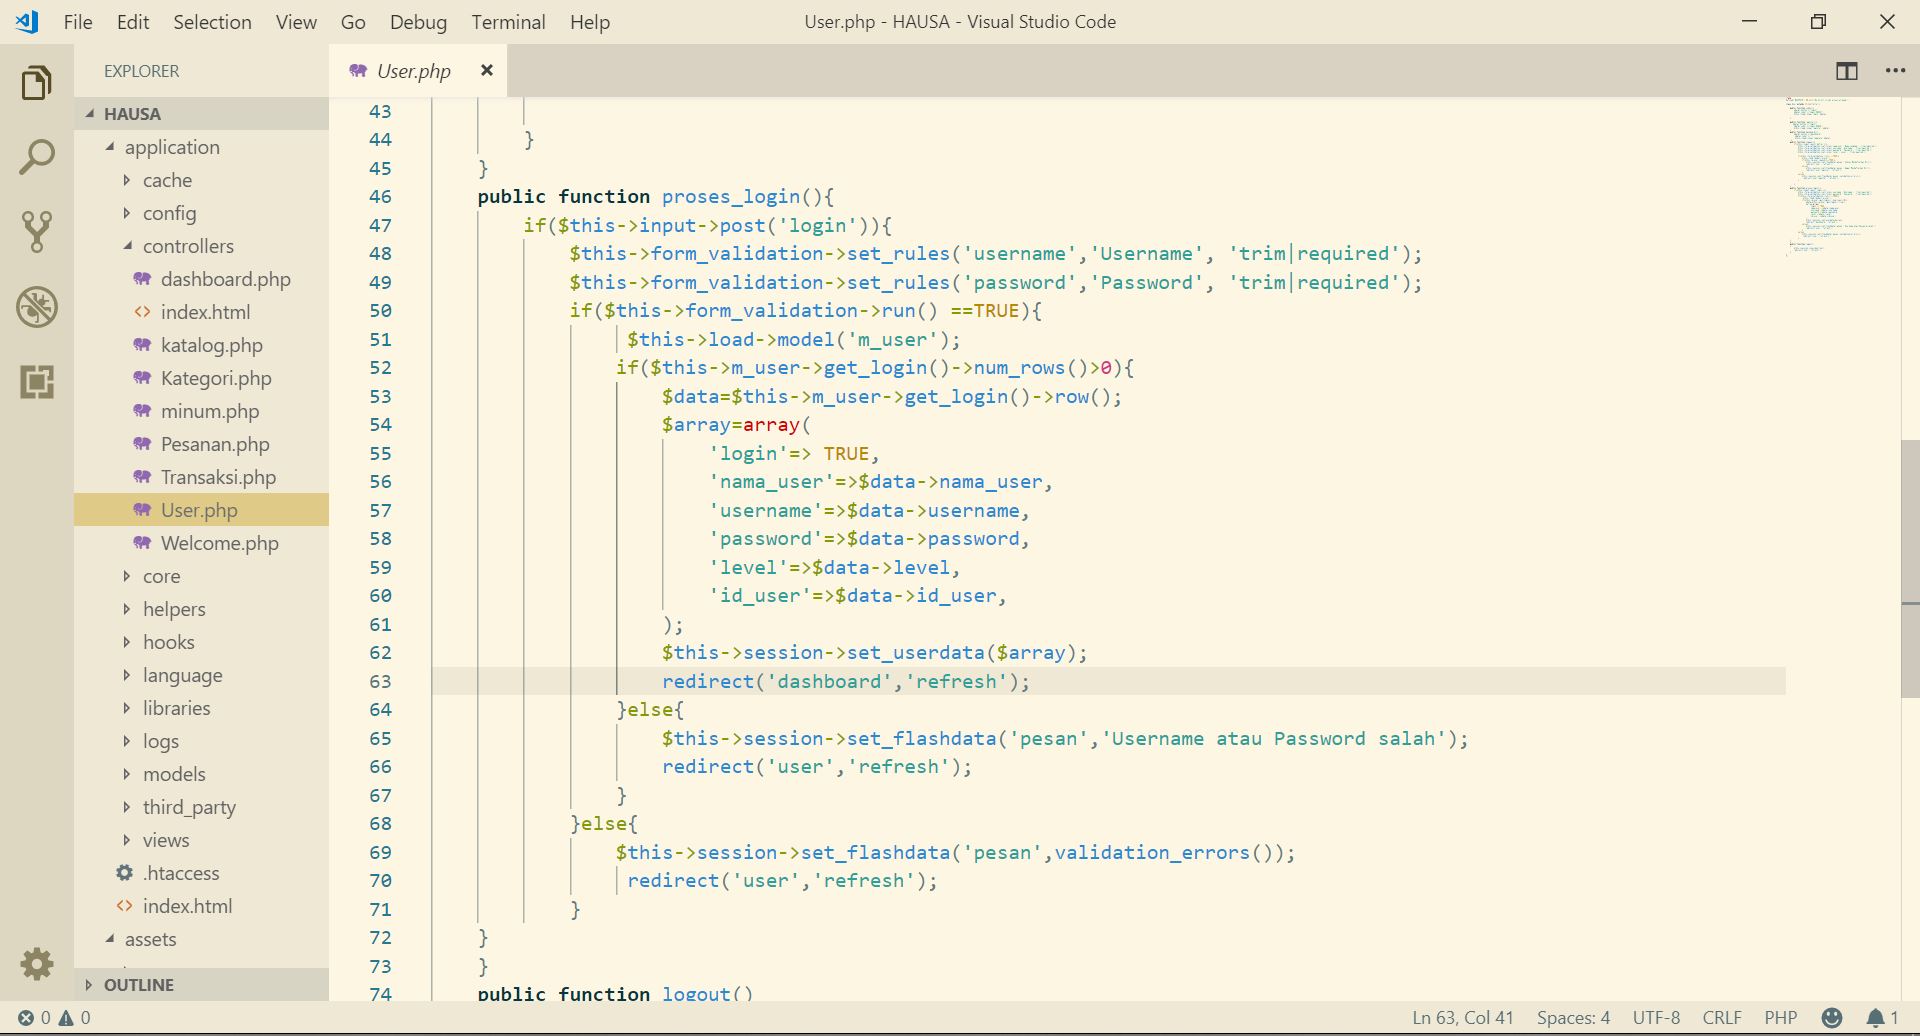 File Edit Selection View Go Debug Terminal Help
User.php - HAUSA - Visual Studio Code
EXPLORER
HAUSA
application
cache
config
controllers
dashboard.php
index.html
katalog.php
Kategori.php
minum.php
Pesanan.php
Transaksi.php
User.php
Welcome.php
core
helpers
hooks
language
libraries
logs
models
third_party
views
.htaccess
index.html
assets
OUTLINE
User.php
43
44 }
45 }
46 public function proses_login(){
47 if($this->input->post('login')){
48 $this->form_validation->set_rules('username','Username', 'trim|required');
49 $this->form_validation->set_rules('password','Password', 'trim|required');
50 if($this->form_validation->run() ==TRUE){
51 $this->load->model('m_user');
52 if($this->m_user->get_login()->num_rows()>0){
53 $data=$this->m_user->get_login()->row();
54 $array=array(
55 'login'=> TRUE,
56 'nama_user'=>$data->nama_user,
57 'username'=>$data->username,
58 'password'=>$data->password,
59 'level'=>$data->level,
60 'id_user'=>$data->id_user,
61 );
62 $this->session->set_userdata($array);
63 redirect('dashboard','refresh');
64 }else{
65 $this->session->set_flashdata('pesan','Username atau Password salah');
66 redirect('user','refresh');
67 }
68 }else{
69 $this->session->set_flashdata('pesan',validation_errors());
70 redirect('user','refresh');
71 }
72 }
73 }
74 public function logout()
0 0
Ln 63, Col 41 Spaces: 4 UTF-8 CRLF PHP 1